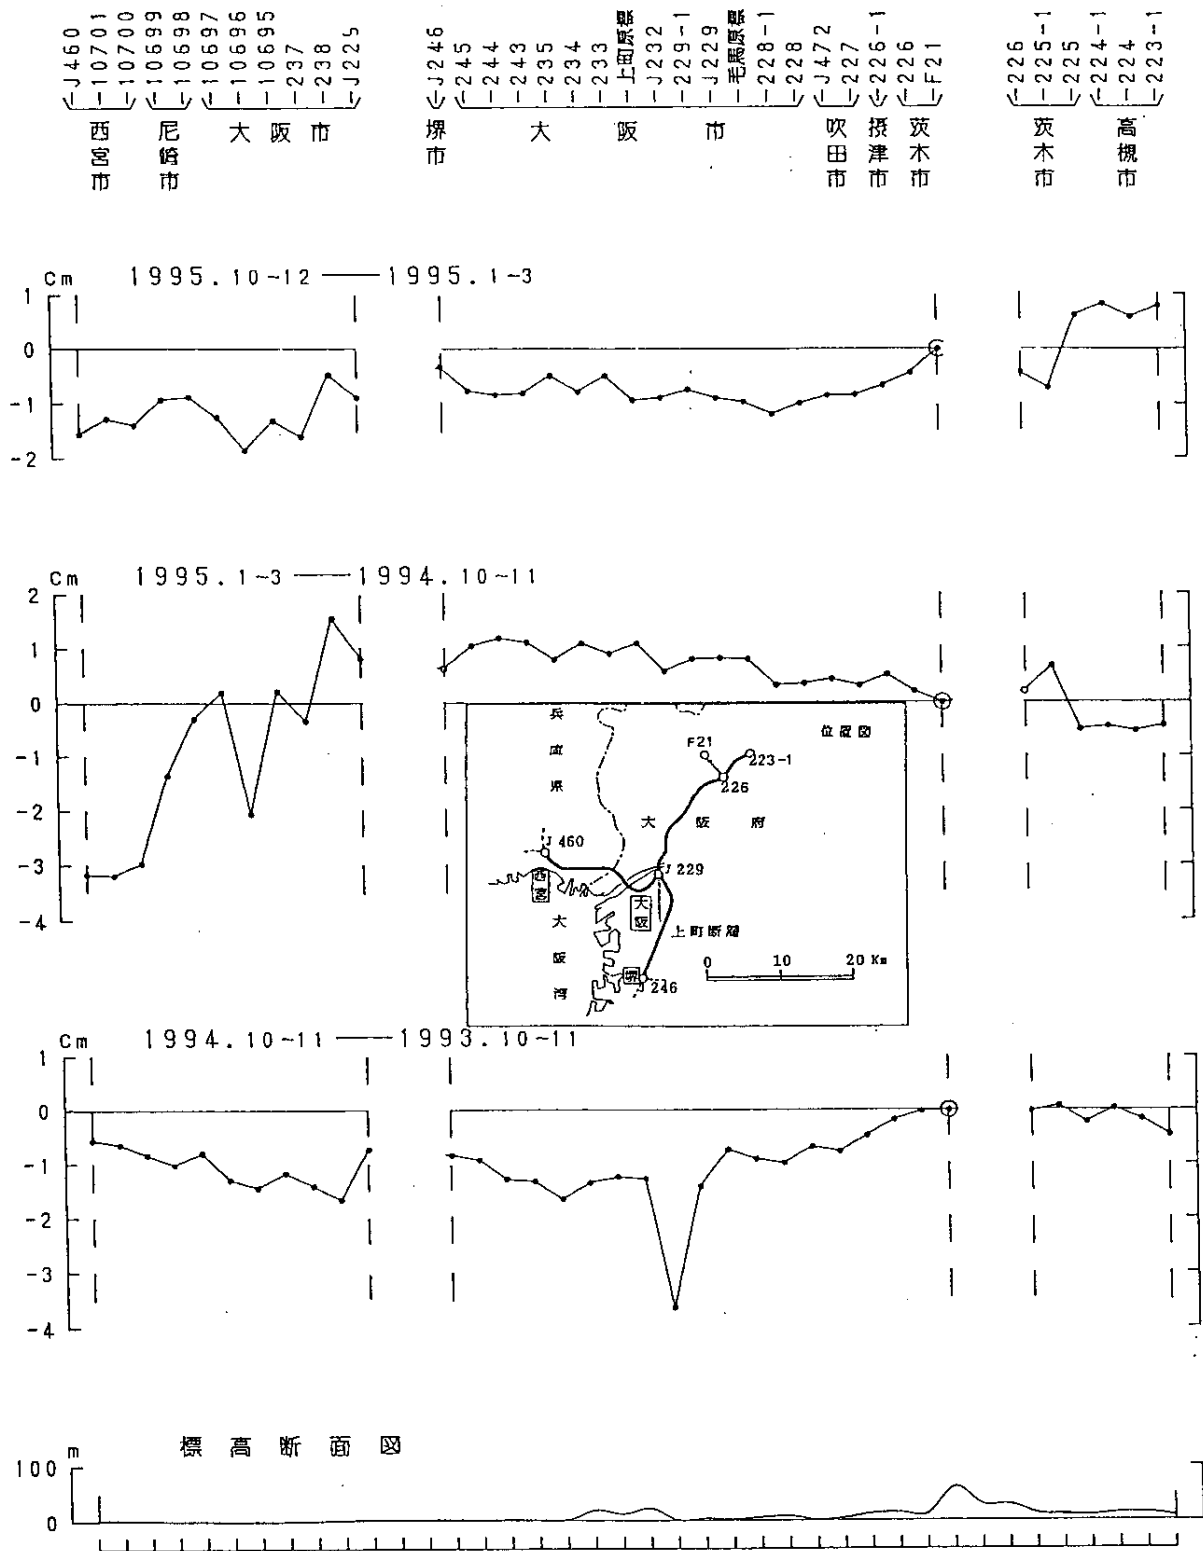 J460
10701
10700
10699
10698
10697
10696
10695
237
238
J225
J246
245
244
243
235
234
233
上町原標
J232
229-1
J229
毛馬原標
228-1
228
J472
227
226-1
226
F21
226
225-1
225
224-1
224
223-1
西宮市
尼崎市
大阪市
堺市
大阪市
吹田市
摂津市
茨木市
茨木市
高槻市
Cm 1995.10~12 —— 1995.1~3
1
0
-1
-2
Cm 1995.1~3 —— 1994.10~11
2
1
0
-1
-2
-3
-4
兵庫県
位置図
F21
223-1
226
大阪府
J 460
J 229
西宮
大阪
大阪湾
上町断層
堺
J 246
0 10 20 Km
Cm 1994.10~11 —— 1993.10~11
1
0
-1
-2
-3
-4
標高断面図
m
100
0